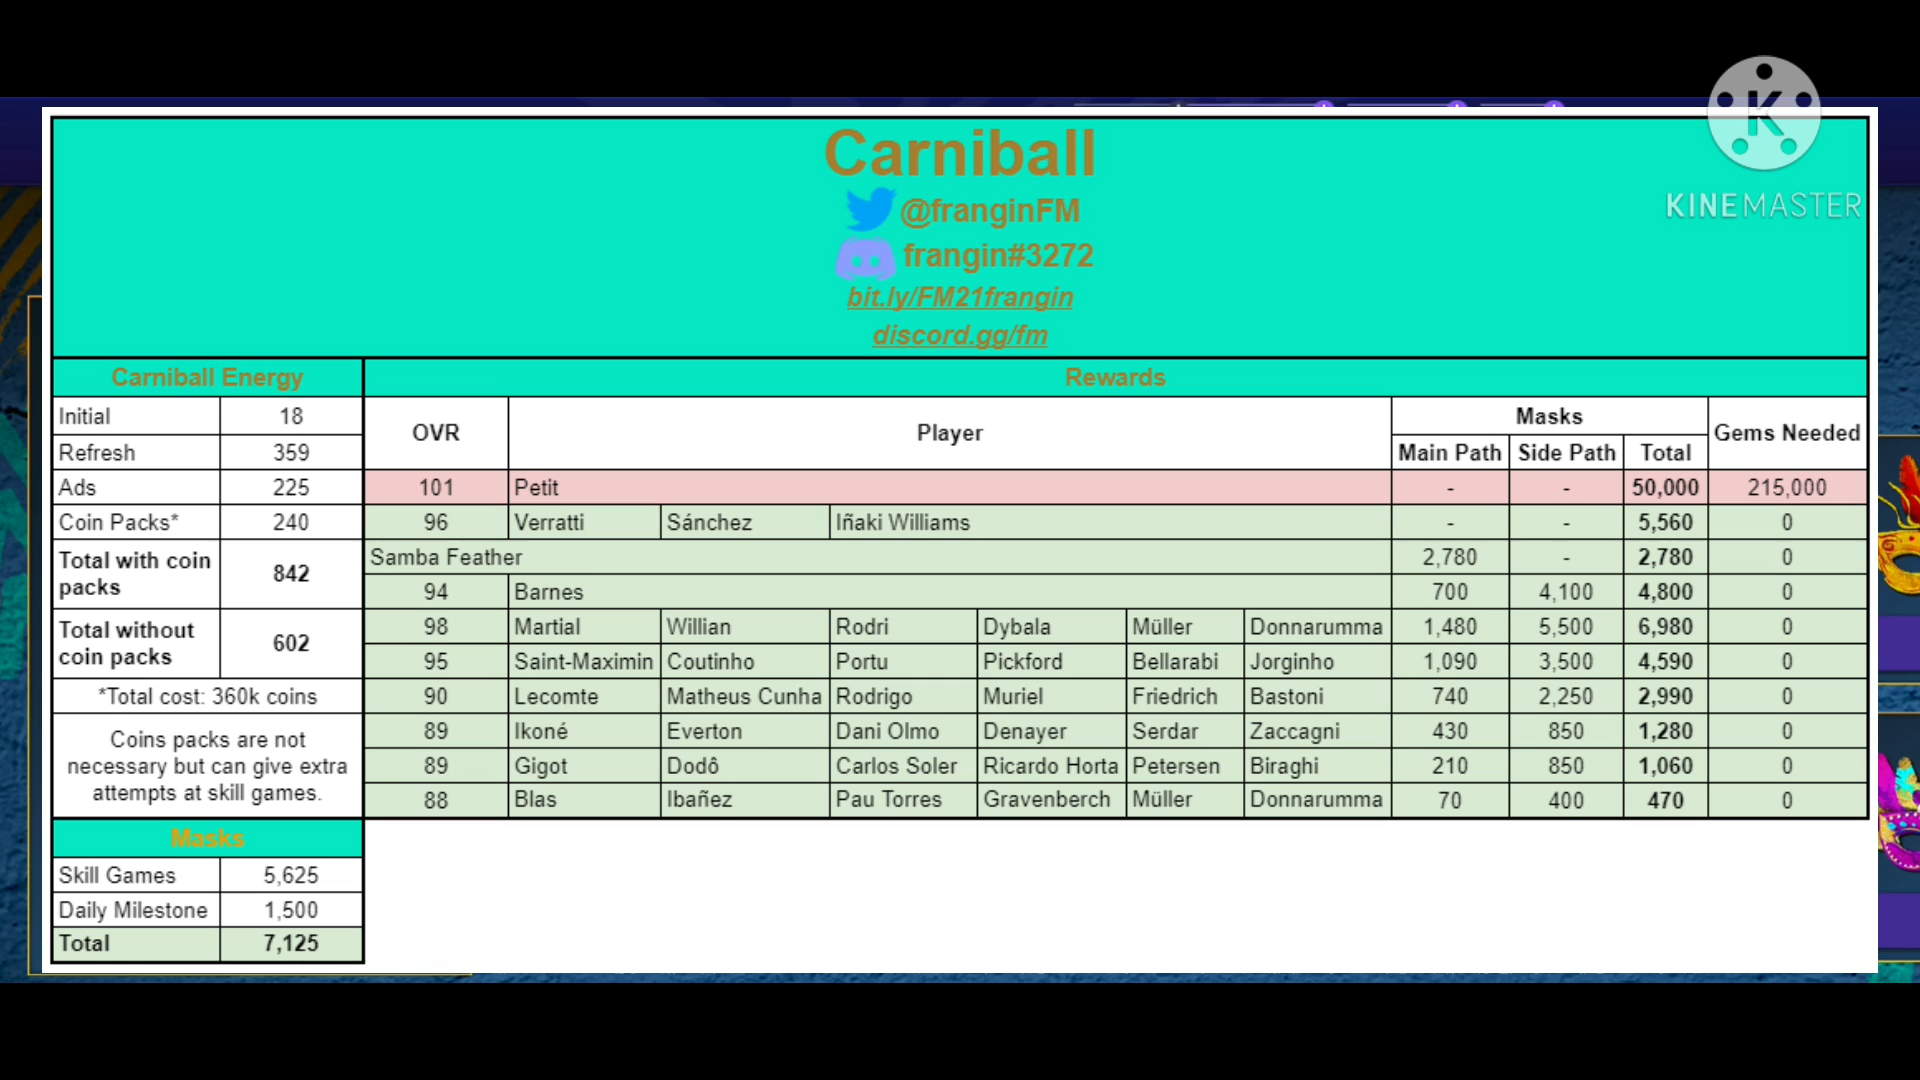 Carniball
@franginFM
frangin#3272
bit.ly/FM21frangin
discord.gg/fm
K
KINEMASTER
Carniball Energy
Initial 18
Refresh 359
Ads 225
Coin Packs* 240
Total with coin packs 842
Total without coin packs 602
*Total cost: 360k coins
Coins packs are not
necessary but can give extra
attempts at skill games.
Masks
Skill Games 5,625
Daily Milestone 1,500
Total 7,125
Rewards
OVR Player Masks Gems Needed
Main Path Side Path Total
101 Petit - - 50,000 215,000
96 Verratti Sánchez Iñaki Williams - - 5,560 0
Samba Feather 2,780 - 2,780 0
94 Barnes 700 4,100 4,800 0
98 Martial Willian Rodri Dybala Müller Donnarumma 1,480 5,500 6,980 0
95 Saint-Maximin Coutinho Portu Pickford Bellarabi Jorginho 1,090 3,500 4,590 0
90 Lecomte Matheus Cunha Rodrigo Muriel Friedrich Bastoni 740 2,250 2,990 0
89 Ikoné Everton Dani Olmo Denayer Serdar Zaccagni 430 850 1,280 0
89 Gigot Dodô Carlos Soler Ricardo Horta Petersen Biraghi 210 850 1,060 0
88 Blas Ibañez Pau Torres Gravenberch Müller Donnarumma 70 400 470 0